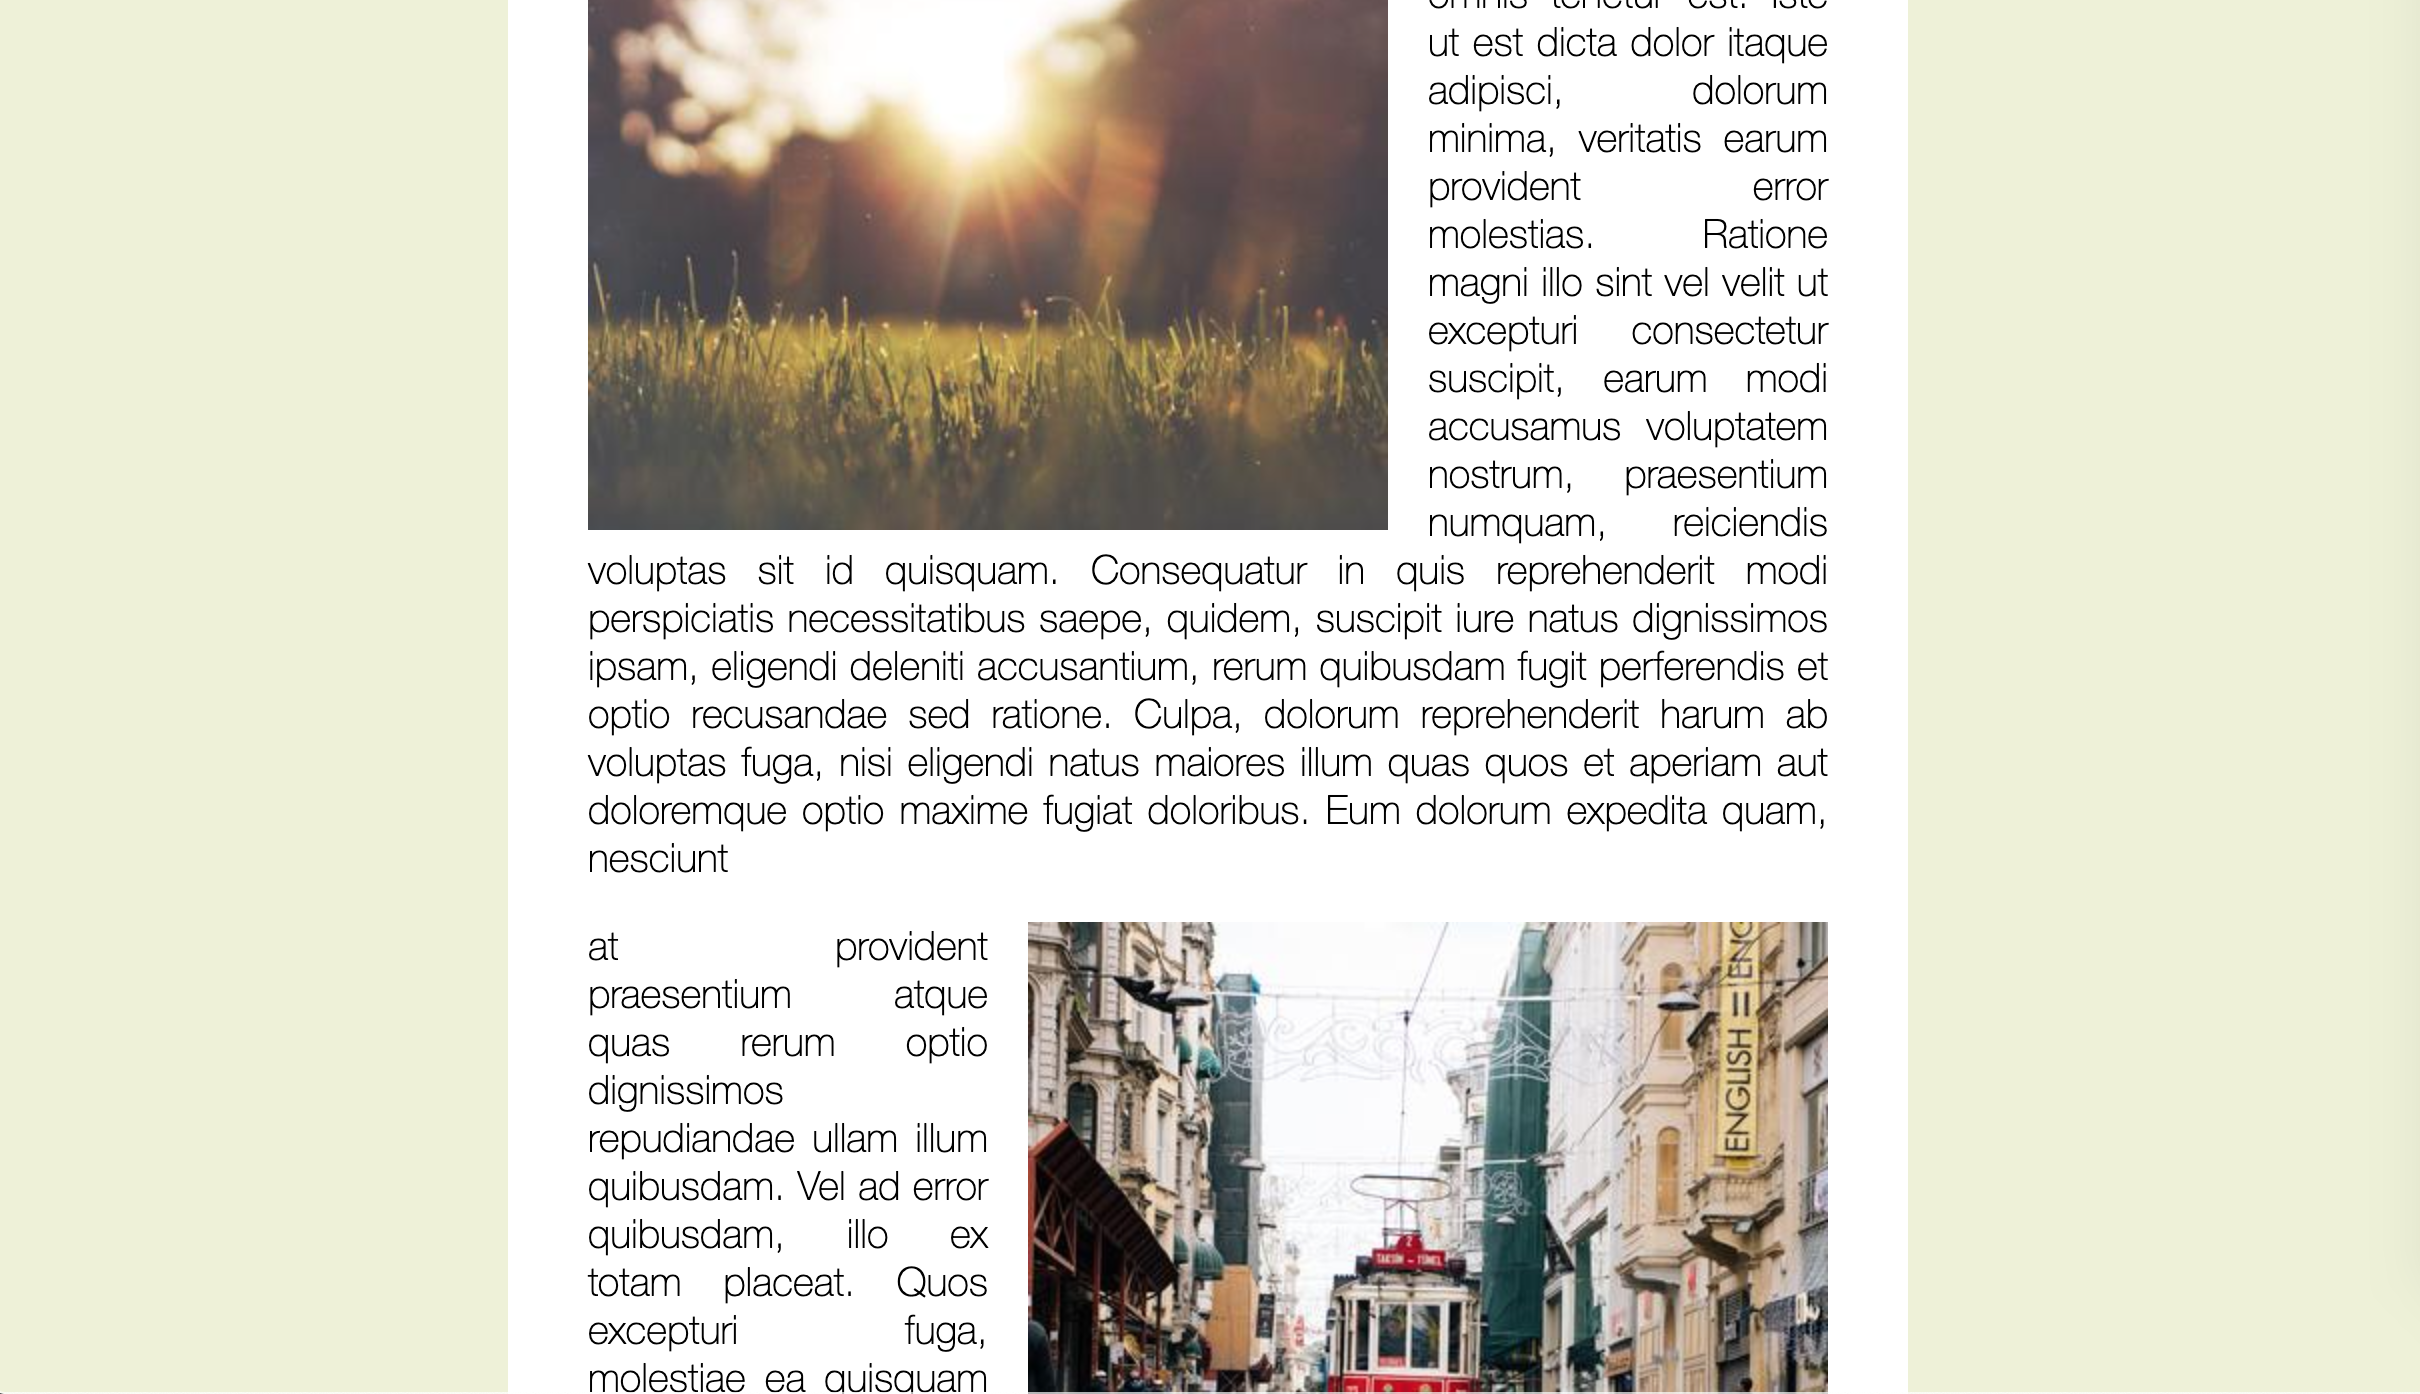 ut est dicta dolor itaque
adipisci, dolorum
minima, veritatis earum
provident error
molestias. Ratione
magni illo sint vel velit ut
excepturi consectetur
suscipit, earum modi
accusamus voluptatem
nostrum, praesentium
numquam, reiciendis
voluptas sit id quisquam. Consequatur in quis reprehenderit modi
perspiciatis necessitatibus saepe, quidem, suscipit iure natus dignissimos
ipsam, eligendi deleniti accusantium, rerum quibusdam fugit perferendis et
optio recusandae sed ratione. Culpa, dolorum reprehenderit harum ab
voluptas fuga, nisi eligendi natus maiores illum quas quos et aperiam aut
doloremque optio maxime fugiat doloribus. Eum dolorum expedita quam,
nesciunt
at provident
praesentium atque
quas rerum optio
dignissimos
repudiandae ullam illum
quibusdam. Vel ad error
quibusdam, illo ex
totam placeat. Quos
excepturi fuga,
molestiae ea quisquam
ENGLISH = ENG
2
TAKSİM - TÜNEL